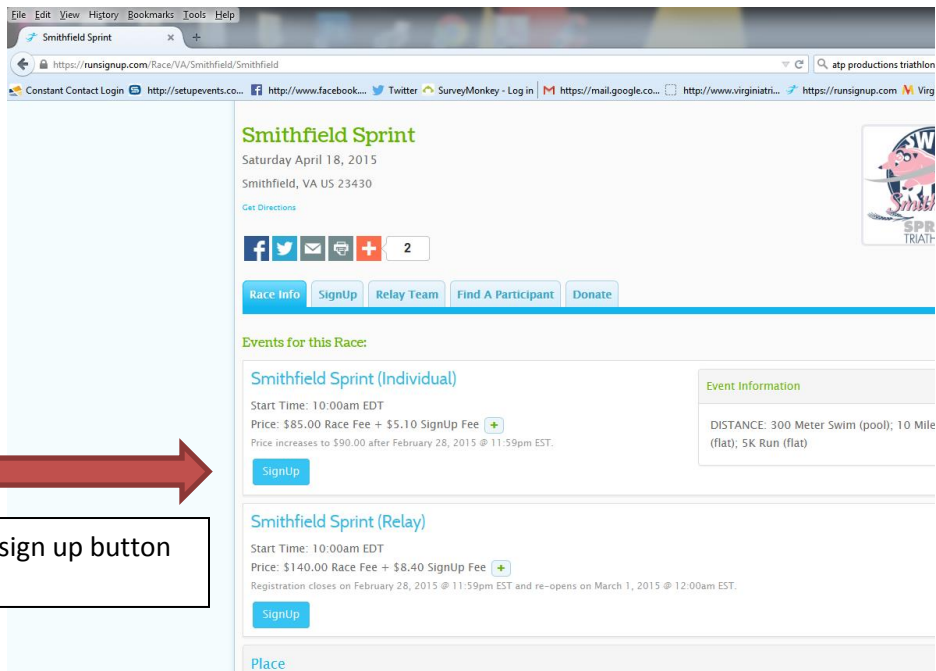 File Edit View History Bookmarks Tools Help
Smithfield Sprint × +
https://runsignup.com/Race/VA/Smithfield/Smithfield
atp productions triathlon
Constant Contact Login http://setupevents.co... http://www.facebook.... Twitter SurveyMonkey - Log in https://mail.google.co... http://www.virginiatri... https://runsignup.com Virg
Smithfield Sprint
Saturday April 18, 2015
Smithfield, VA US 23430
Get Directions
2
Race Info SignUp Relay Team Find A Participant Donate
Events for this Race:
Smithfield Sprint (Individual)
Start Time: 10:00am EDT
Price: $85.00 Race Fee + $5.10 SignUp Fee +
Price increases to $90.00 after February 28, 2015 @ 11:59pm EST.
SignUp
Event Information
DISTANCE: 300 Meter Swim (pool); 10 Mile
(flat); 5K Run (flat)
sign up button
Smithfield Sprint (Relay)
Start Time: 10:00am EDT
Price: $140.00 Race Fee + $8.40 SignUp Fee +
Registration closes on February 28, 2015 @ 11:59pm EST and re-opens on March 1, 2015 @ 12:00am EST.
SignUp
Place